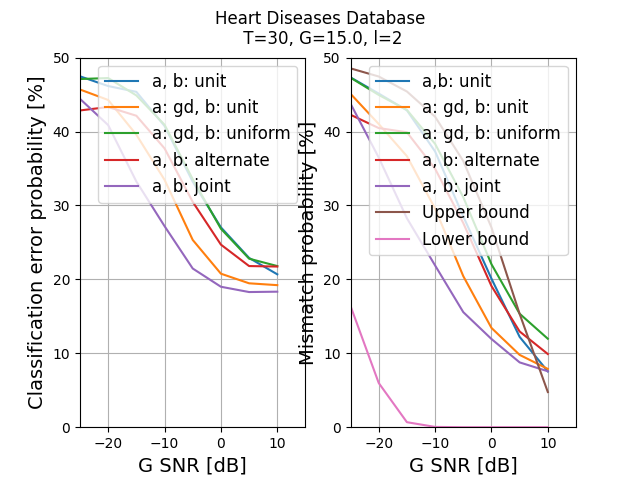 Heart Diseases Database
T=30, G=15.0, l=2
Classification error probability [%]
50
40
30
20
10
0
−20
−10
0
10
G SNR [dB]
a, b: unit
a: gd, b: unit
a: gd, b: uniform
a, b: alternate
a, b: joint
Mismatch probability [%]
50
40
30
20
10
0
−20
−10
0
10
G SNR [dB]
a,b: unit
a: gd, b: unit
a: gd, b: uniform
a, b: alternate
a, b: joint
Upper bound
Lower bound